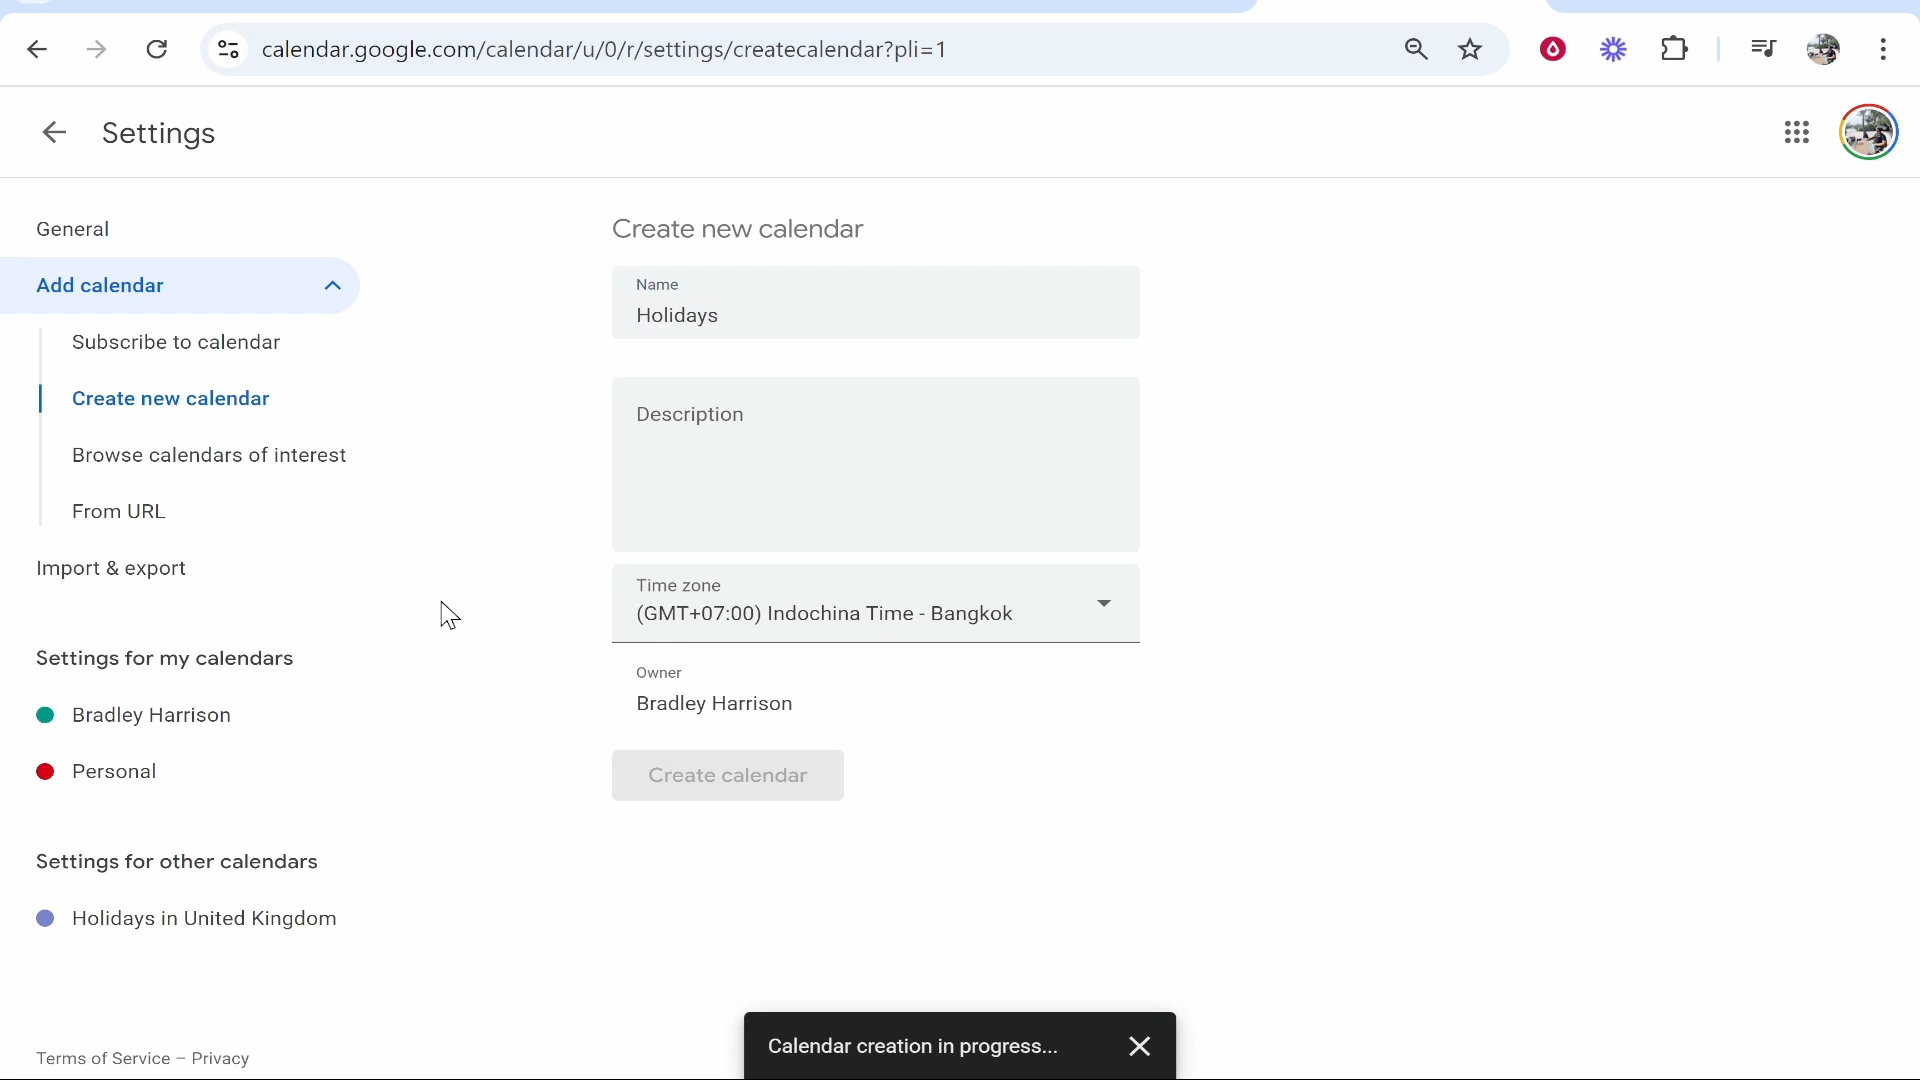 calendar.google.com/calendar/u/0/r/settings/createcalendar?pli=1
Settings
General
Add calendar
Subscribe to calendar
Create new calendar
Browse calendars of interest
From URL
Import & export
Settings for my calendars
Bradley Harrison
Personal
Settings for other calendars
Holidays in United Kingdom
Terms of Service – Privacy
Create new calendar
Name
Holidays
Description
Time zone
(GMT+07:00) Indochina Time - Bangkok
Owner
Bradley Harrison
Create calendar
Calendar creation in progress...